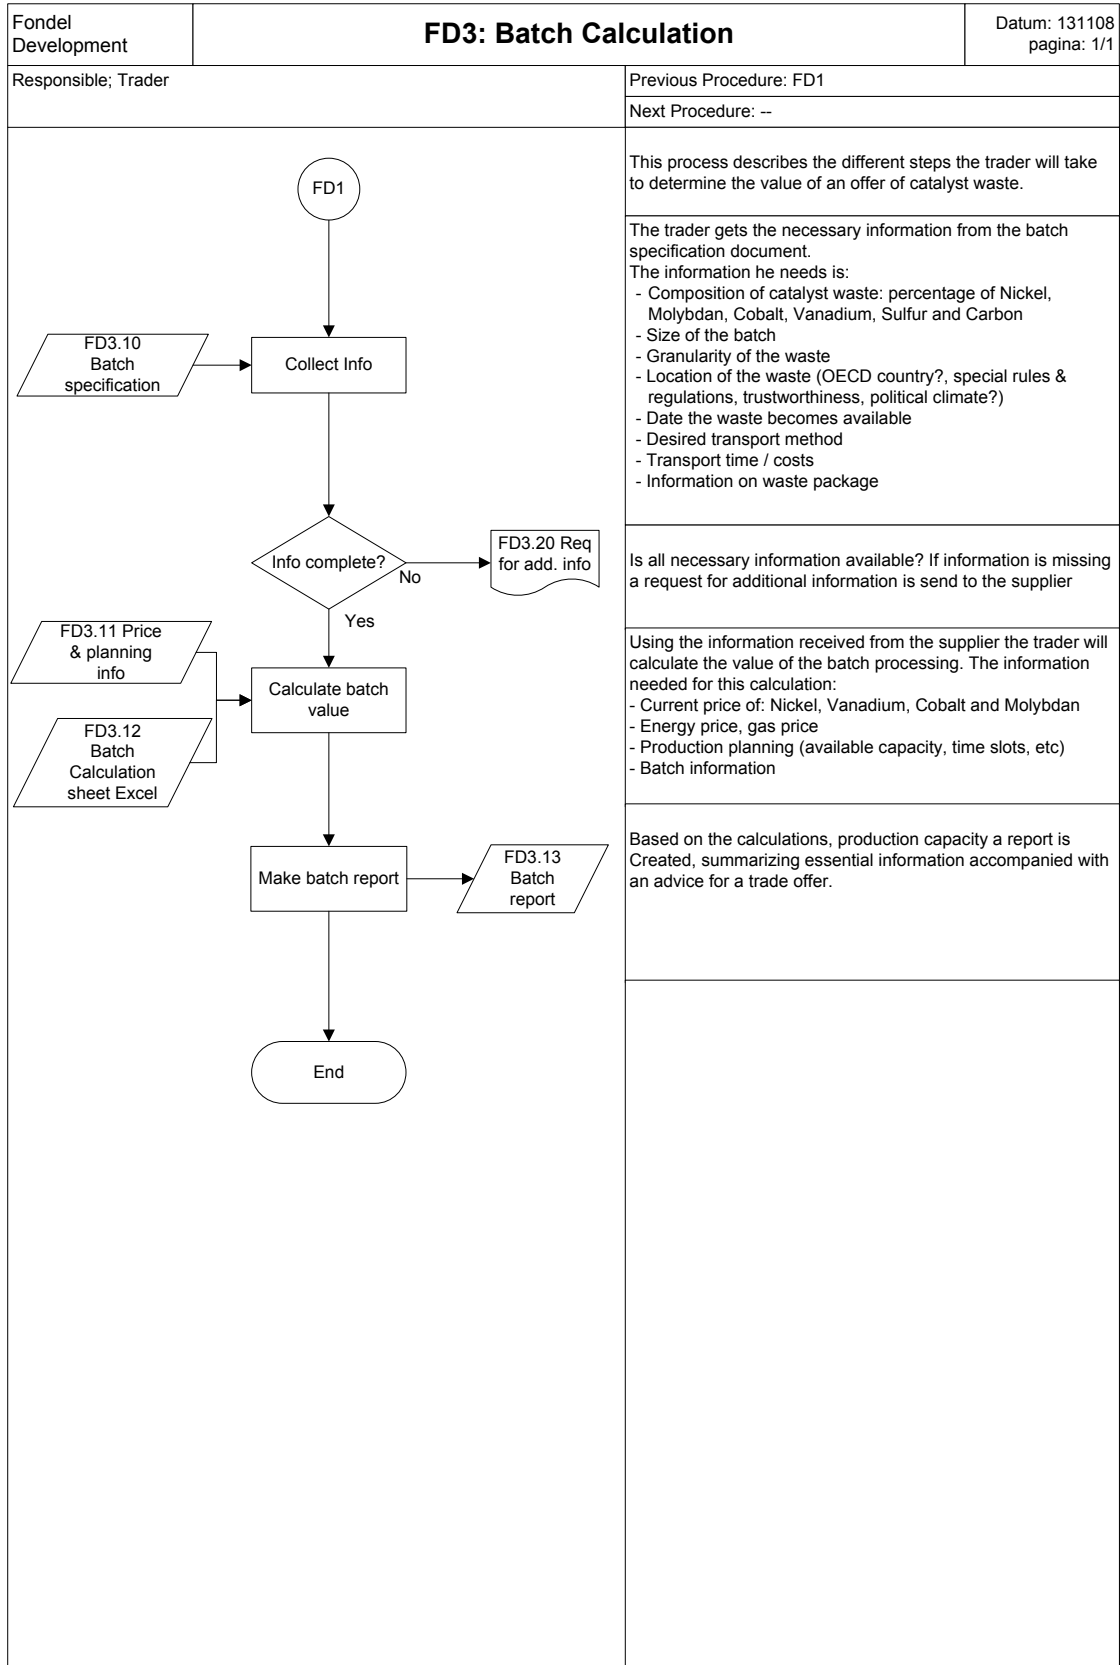 Fondel
Development
FD3: Batch Calculation
Datum: 131108
pagina: 1/1
Responsible; Trader
Previous Procedure: FD1
Next Procedure: --
FD1
This process describes the different steps the trader will take
to determine the value of an offer of catalyst waste.
The trader gets the necessary information from the batch
specification document.
The information he needs is:
- Composition of catalyst waste: percentage of Nickel,
Molybdan, Cobalt, Vanadium, Sulfur and Carbon
- Size of the batch
- Granularity of the waste
- Location of the waste (OECD country?, special rules &
regulations, trustworthiness, political climate?)
- Date the waste becomes available
- Desired transport method
- Transport time / costs
- Information on waste package
FD3.10
Batch
specification
Collect Info
Info complete?
No
FD3.20 Req
for add. info
Yes
Is all necessary information available? If information is missing
a request for additional information is send to the supplier
FD3.11 Price
& planning
info
FD3.12
Batch
Calculation
sheet Excel
Calculate batch
value
Using the information received from the supplier the trader will
calculate the value of the batch processing. The information
needed for this calculation:
- Current price of: Nickel, Vanadium, Cobalt and Molybdan
- Energy price, gas price
- Production planning (available capacity, time slots, etc)
- Batch information
Make batch report
FD3.13
Batch
report
Based on the calculations, production capacity a report is
Created, summarizing essential information accompanied with
an advice for a trade offer.
End